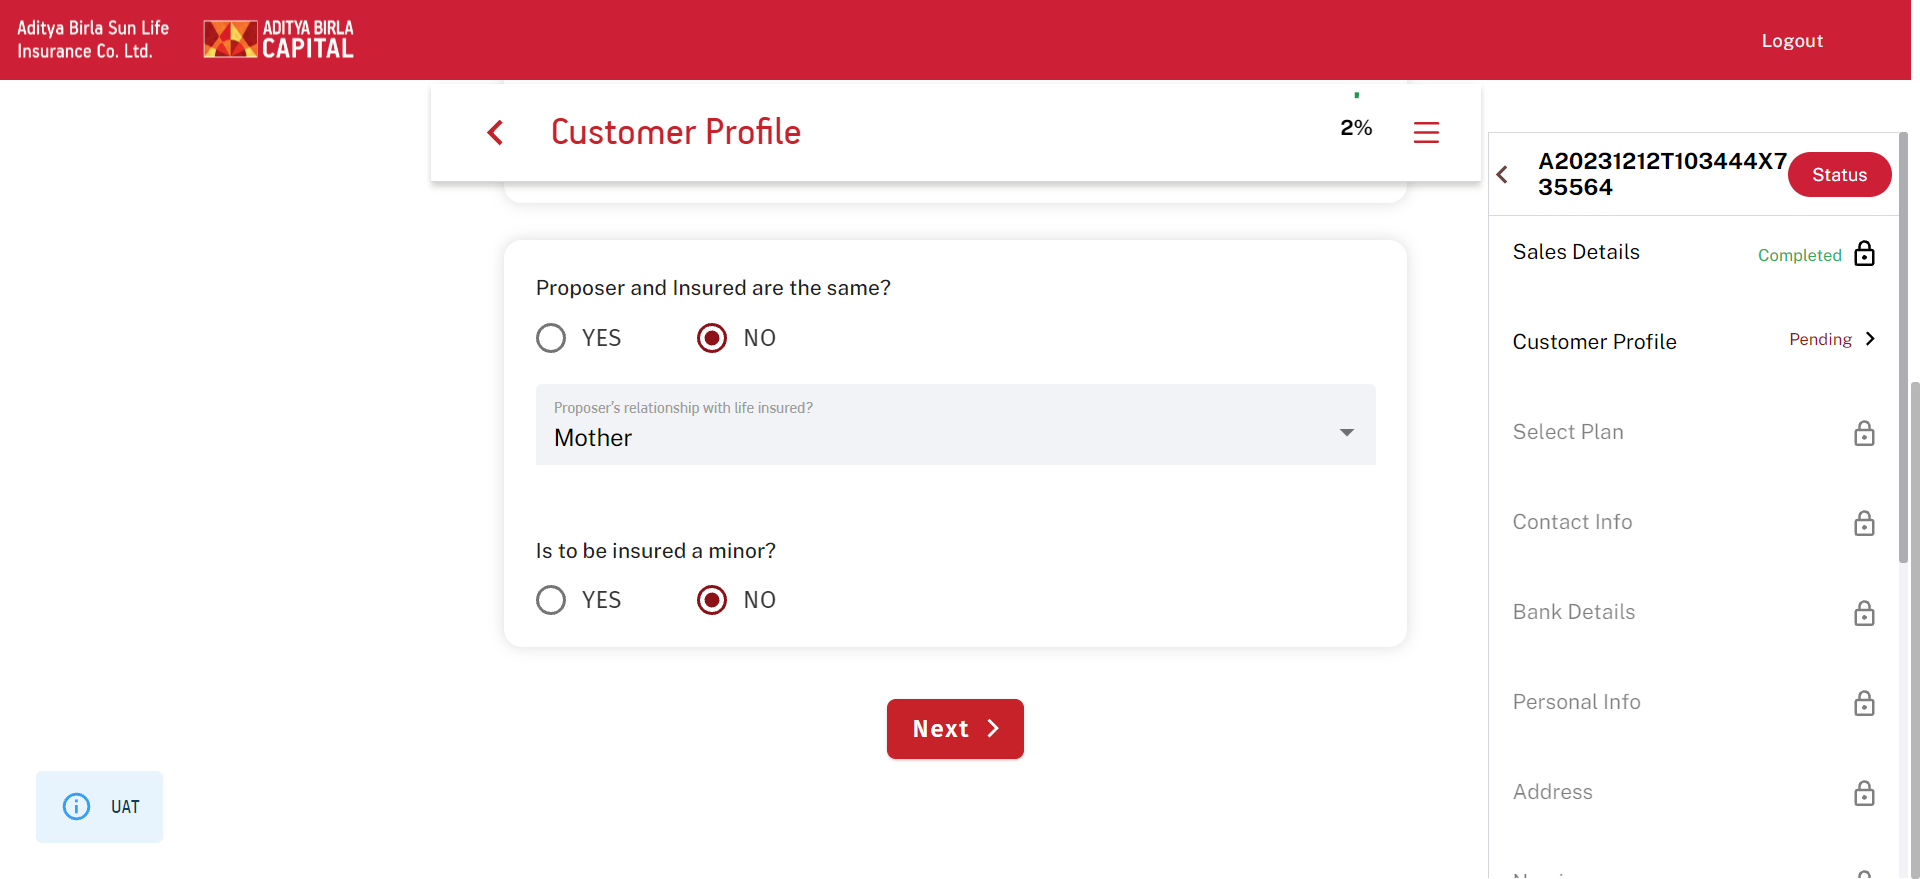 Aditya Birla Sun Life
Insurance Co. Ltd.
ADITYA BIRLA
CAPITAL
Logout
Customer Profile
2%
Proposer and Insured are the same?
YES
NO
Proposer's relationship with life insured?
Mother
Is to be insured a minor?
YES
NO
Next
UAT
A20231212T103444X7
35564
Status
Sales Details
Completed
Customer Profile
Pending
Select Plan
Contact Info
Bank Details
Personal Info
Address